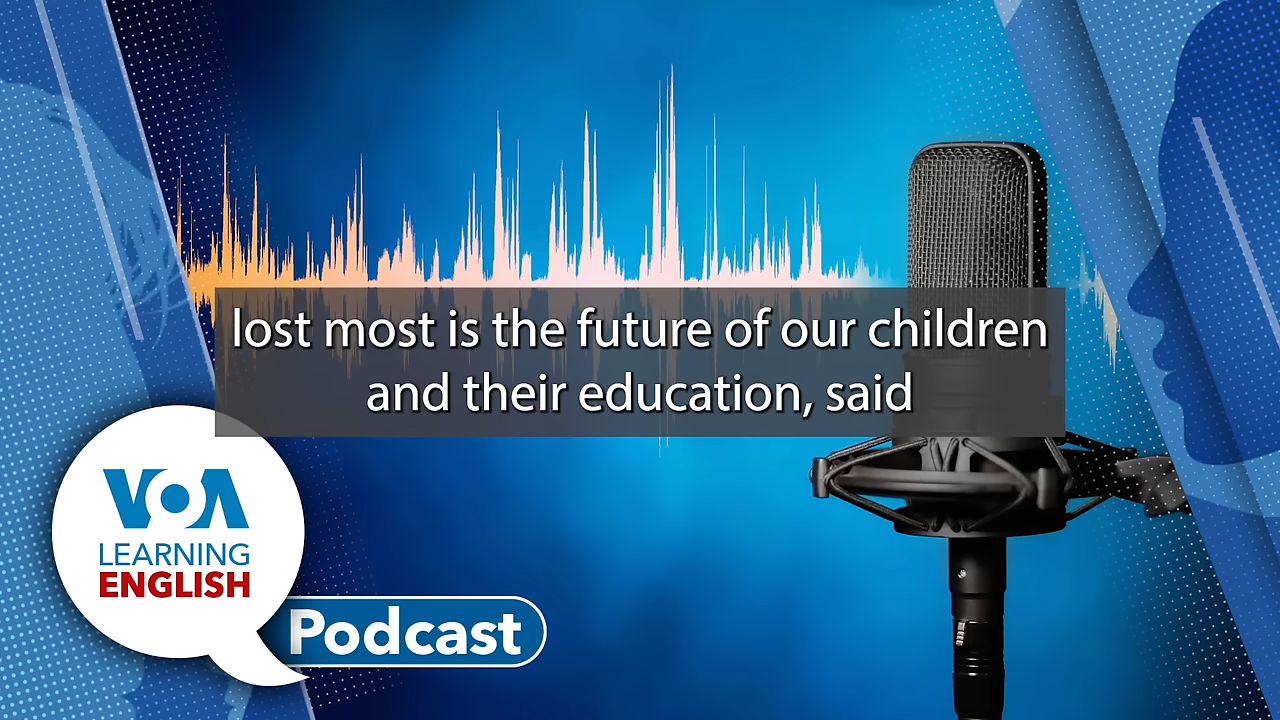 lost most is the future of our children
and their education, said
VOA
LEARNING
ENGLISH
Podcast